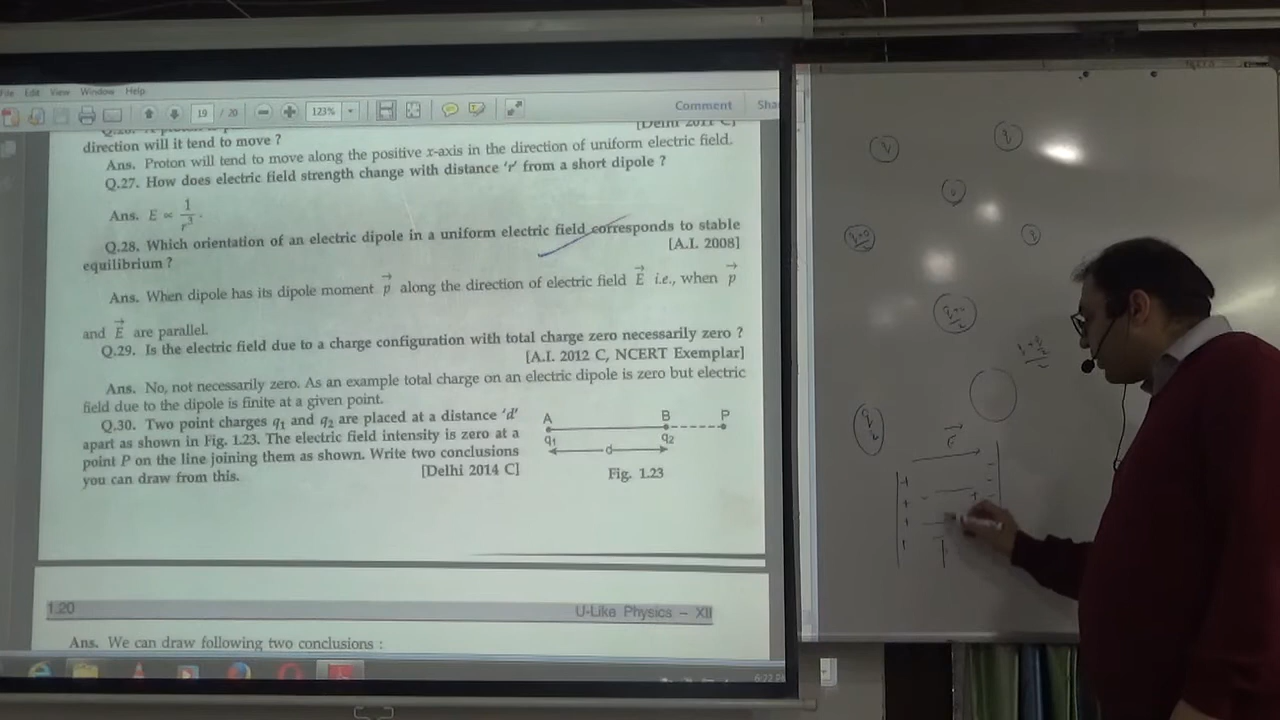 File Edit View Window Help
19 / 20 123% Comment
direction will it tend to move ?
Ans. Proton will tend to move along the positive x-axis in the direction of uniform electric field.
Q.27. How does electric field strength change with distance 'r' from a short dipole ?
Ans. E ∝ 1/r³.
Q.28. Which orientation of an electric dipole in a uniform electric field corresponds to stable
equilibrium ? [A.I. 2008]
Ans. When dipole has its dipole moment p⃗ along the direction of electric field E⃗ i.e., when p⃗
and E⃗ are parallel.
Q.29. Is the electric field due to a charge configuration with total charge zero necessarily zero ?
[A.I. 2012 C, NCERT Exemplar]
Ans. No, not necessarily zero. As an example total charge on an electric dipole is zero but electric
field due to the dipole is finite at a given point.
Q.30. Two point charges q₁ and q₂ are placed at a distance 'd'
apart as shown in Fig. 1.23. The electric field intensity is zero at a
point P on the line joining them as shown. Write two conclusions
you can draw from this. [Delhi 2014 C]
A B P
q₁ q₂
d
Fig. 1.23
1.20 U-Like Physics – XII
Ans. We can draw following two conclusions :